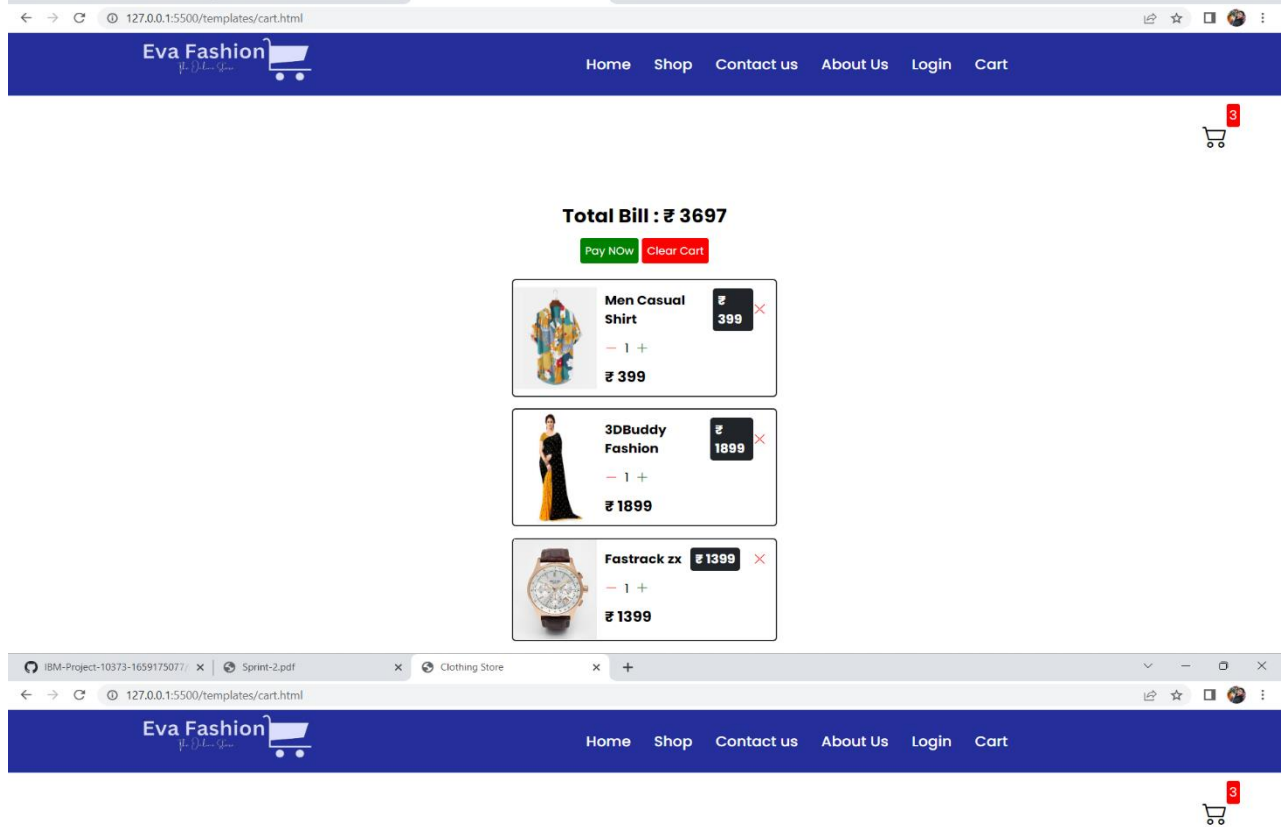 127.0.0.1:5500/templates/cart.html
Eva Fashion
Home Shop Contact us About Us Login Cart
3
Total Bill : ₹ 3697
Pay NOw Clear Cart
Men Casual Shirt ₹ 399
- 1 +
₹ 399
3DBuddy Fashion ₹ 1899
- 1 +
₹ 1899
Fastrack zx ₹ 1399
- 1 +
₹ 1399
IBM-Project-10373-1659175077/ Sprint-2.pdf Clothing Store
127.0.0.1:5500/templates/cart.html
Eva Fashion
Home Shop Contact us About Us Login Cart
3